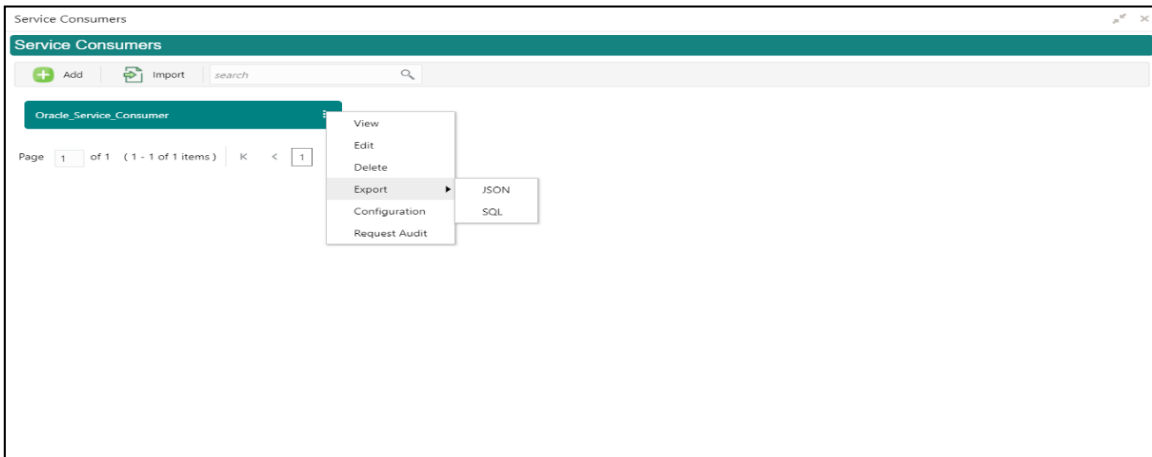 Service Consumers
Service Consumers
Add Import search
Oracle_Service_Consumer
Page 1 of 1 ( 1 - 1 of 1 items ) K < 1
View
Edit
Delete
Export
JSON
Configuration
SQL
Request Audit